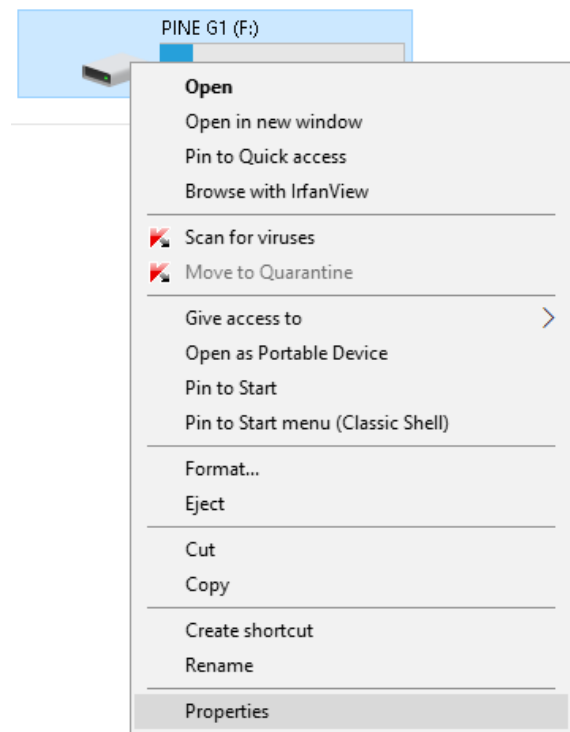 PINE G1 (F:)
Open
Open in new window
Pin to Quick access
Browse with IrfanView
Scan for viruses
Move to Quarantine
Give access to
Open as Portable Device
Pin to Start
Pin to Start menu (Classic Shell)
Format...
Eject
Cut
Copy
Create shortcut
Rename
Properties